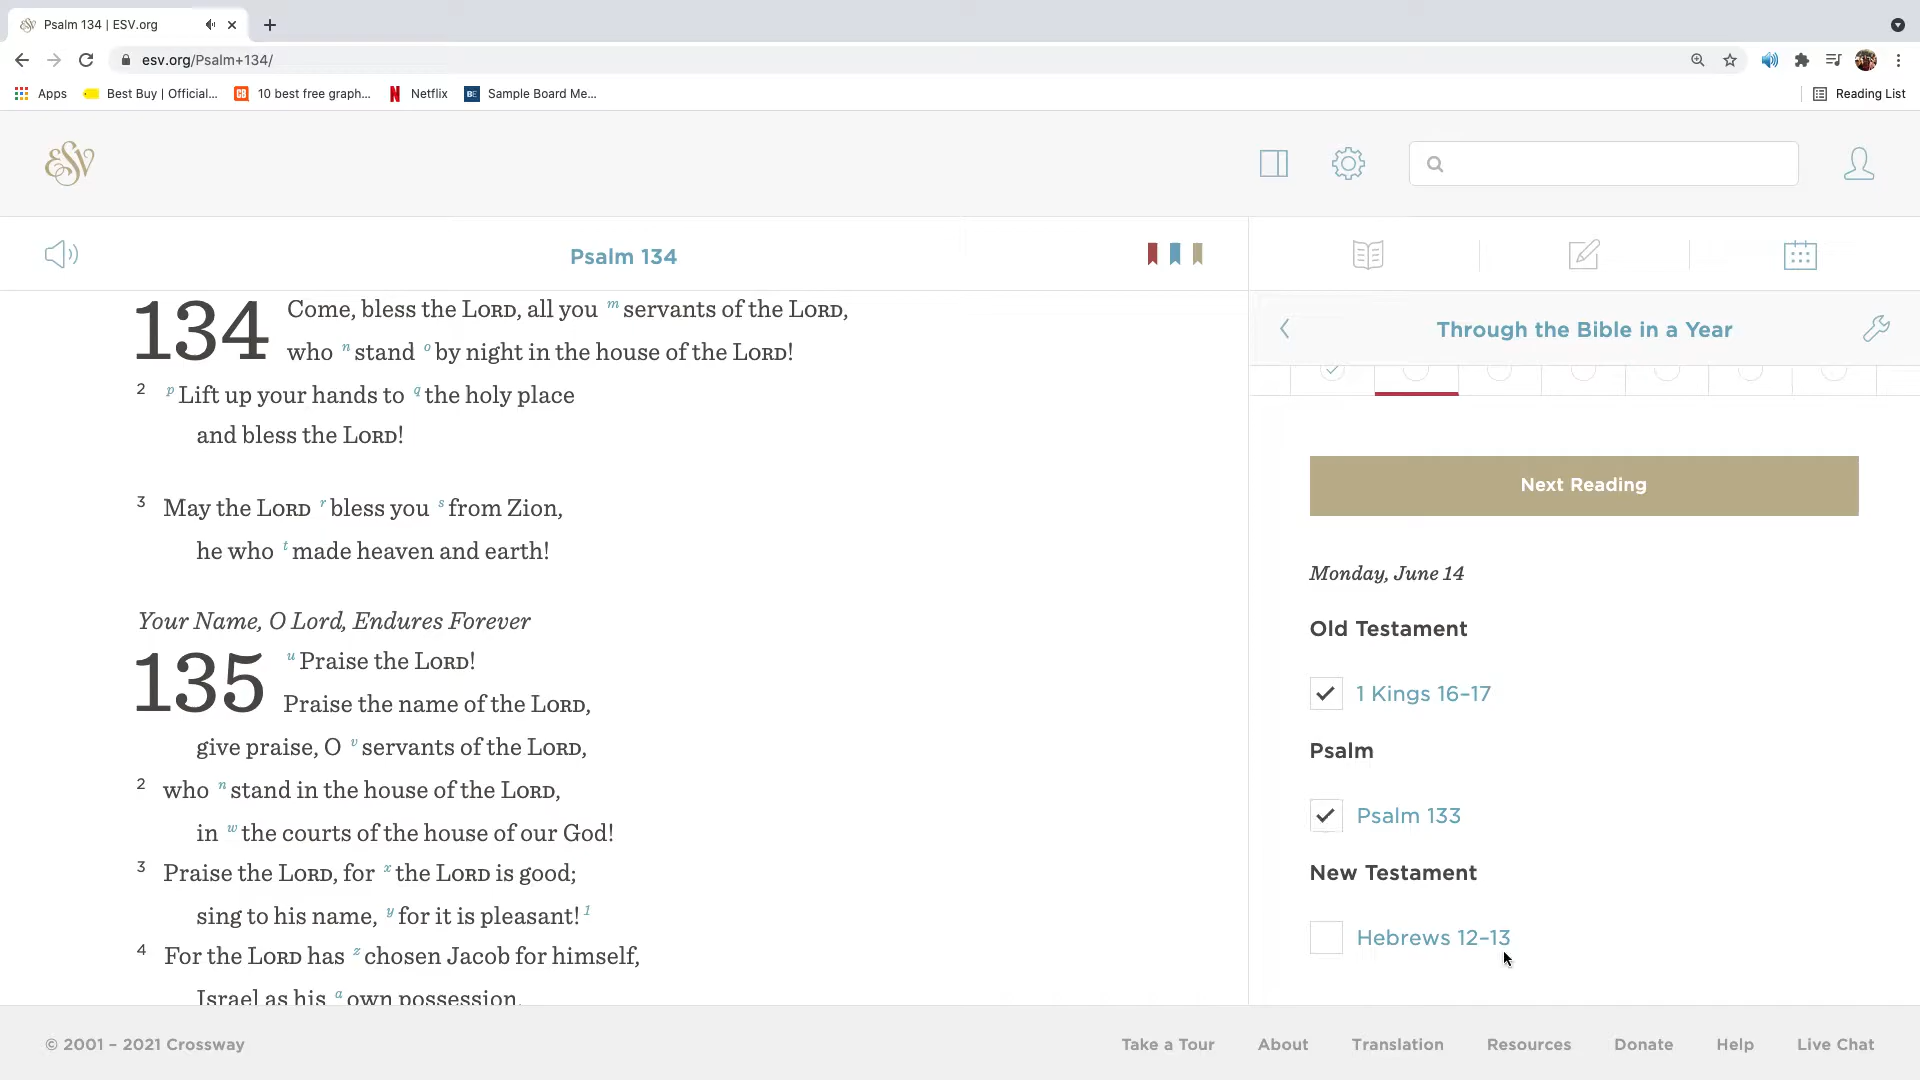 Psalm 134 | ESV.org
esv.org/Psalm+134/
Apps
Best Buy | Official...
CB
10 best free graph...
N
Netflix
BE
Sample Board Me...
Reading List
ESV
Psalm 134
134 Come, bless the LORD, all you m servants of the LORD,
who n stand o by night in the house of the LORD!
2 p Lift up your hands to q the holy place
and bless the LORD!
3 May the LORD r bless you s from Zion,
he who t made heaven and earth!
Your Name, O Lord, Endures Forever
135 u Praise the LORD!
Praise the name of the LORD,
give praise, O v servants of the LORD,
2 who n stand in the house of the LORD,
in w the courts of the house of our God!
3 Praise the LORD, for x the LORD is good;
sing to his name, y for it is pleasant! 1
4 For the LORD has z chosen Jacob for himself,
Israel as his a own possession.
Through the Bible in a Year
Next Reading
Monday, June 14
Old Testament
1 Kings 16–17
Psalm
Psalm 133
New Testament
Hebrews 12–13
© 2001 – 2021 Crossway
Take a Tour
About
Translation
Resources
Donate
Help
Live Chat